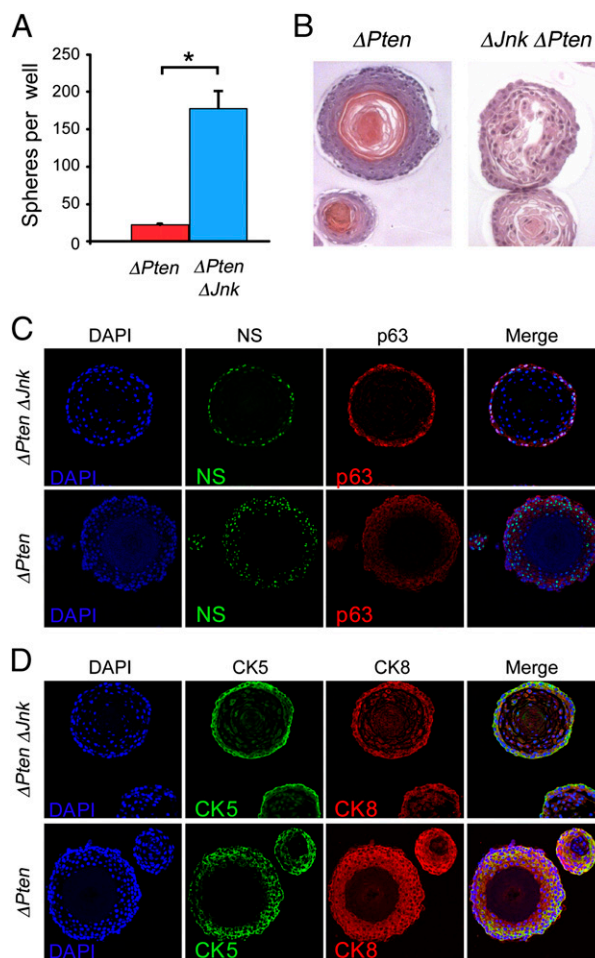 A
Spheres per well
250
200
150
100
50
0
*
ΔPten
ΔPten
ΔJnk
B
ΔPten
ΔJnk ΔPten
C
DAPI
NS
p63
Merge
ΔPten ΔJnk
DAPI
NS
p63
ΔPten
DAPI
NS
p63
D
DAPI
CK5
CK8
Merge
ΔPten ΔJnk
DAPI
CK5
CK8
ΔPten
DAPI
CK5
CK8